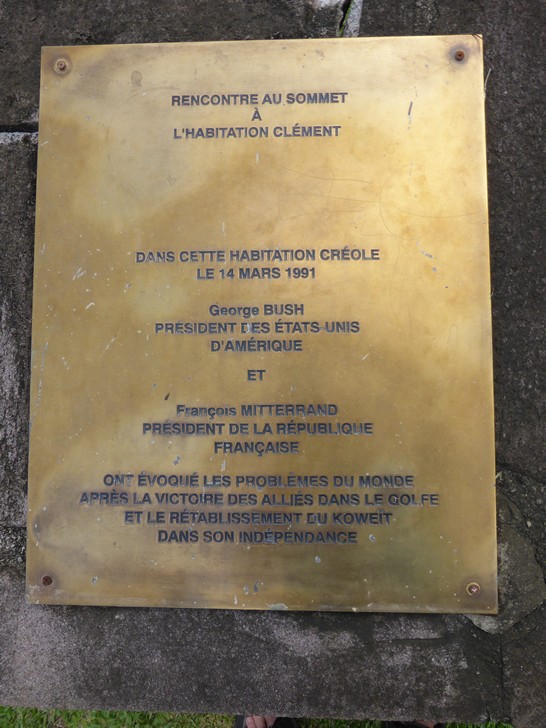 RENCONTRE AU SOMMET
À
L'HABITATION CLÉMENT
DANS CETTE HABITATION CRÉOLE
LE 14 MARS 1991
George BUSH
PRÉSIDENT DES ÉTATS UNIS
D'AMÉRIQUE
ET
François MITTERRAND
PRÉSIDENT DE LA RÉPUBLIQUE
FRANÇAISE
ONT ÉVOQUÉ LES PROBLÈMES DU MONDE
APRÈS LA VICTOIRE DES ALLIÉS DANS LE GOLFE
ET LE RÉTABLISSEMENT DU KOWEÏT
DANS SON INDÉPENDANCE